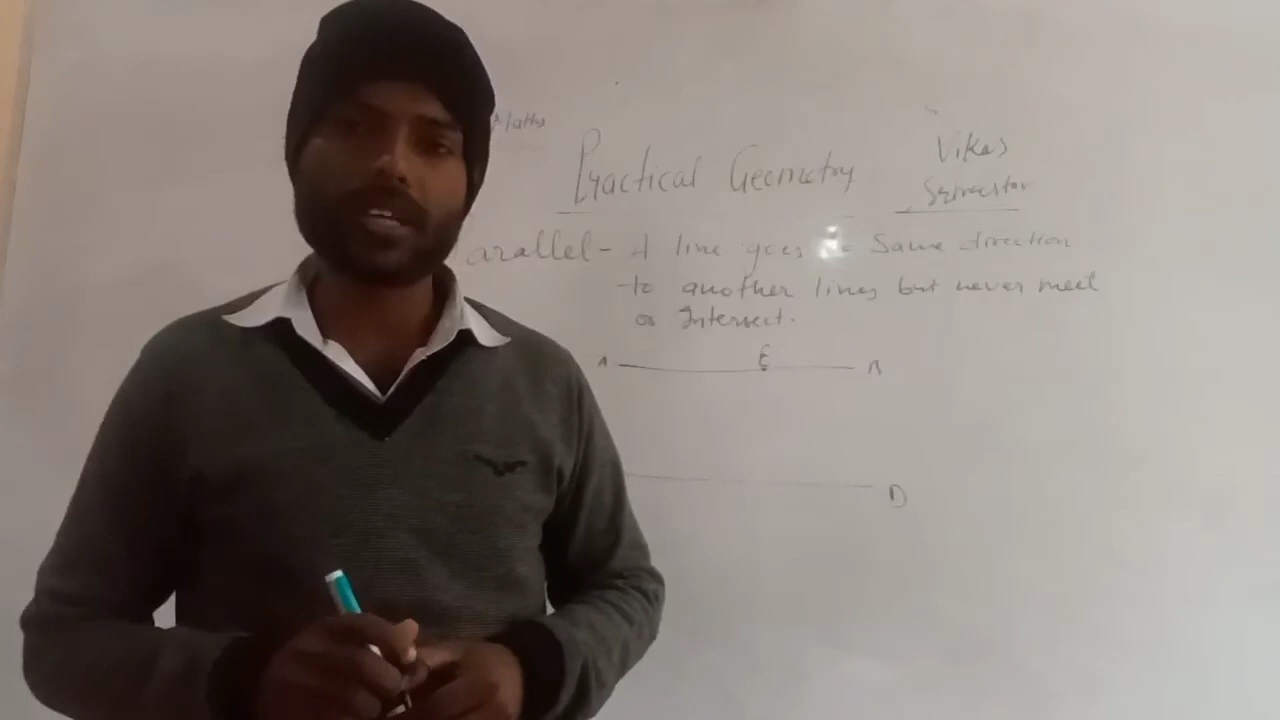 Maths
Practical Geometry
Vikas
Srivastav
arallel - A line goes Same direction
to another lines but never meet
or Intersect.
A E B
D